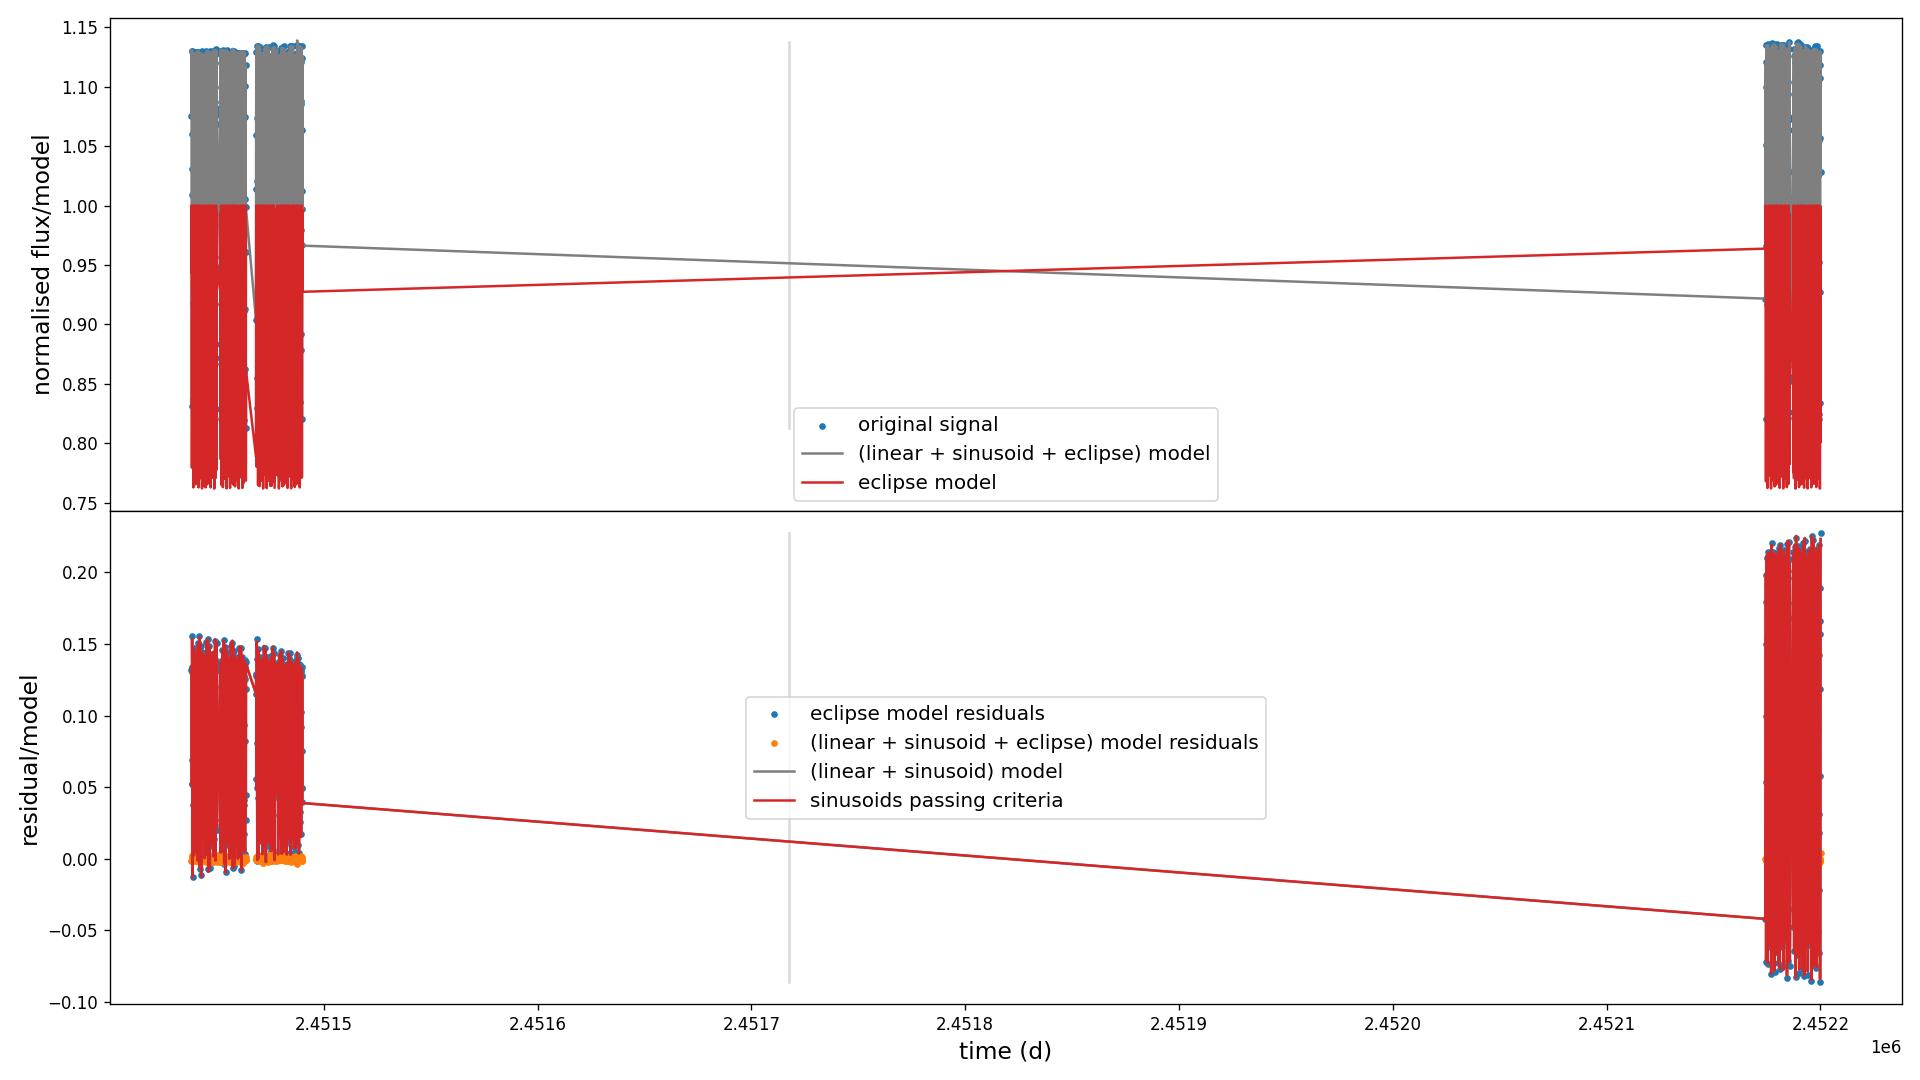 1.15
1.10
1.05
1.00
0.95
0.90
0.85
0.80
0.75
normalised flux/model
original signal
(linear + sinusoid + eclipse) model
eclipse model
0.20
0.15
0.10
0.05
0.00
−0.05
−0.10
residual/model
eclipse model residuals
(linear + sinusoid + eclipse) model residuals
(linear + sinusoid) model
sinusoids passing criteria
2.4515 2.4516 2.4517 2.4518 2.4519 2.4520 2.4521 2.4522
1e6
time (d)